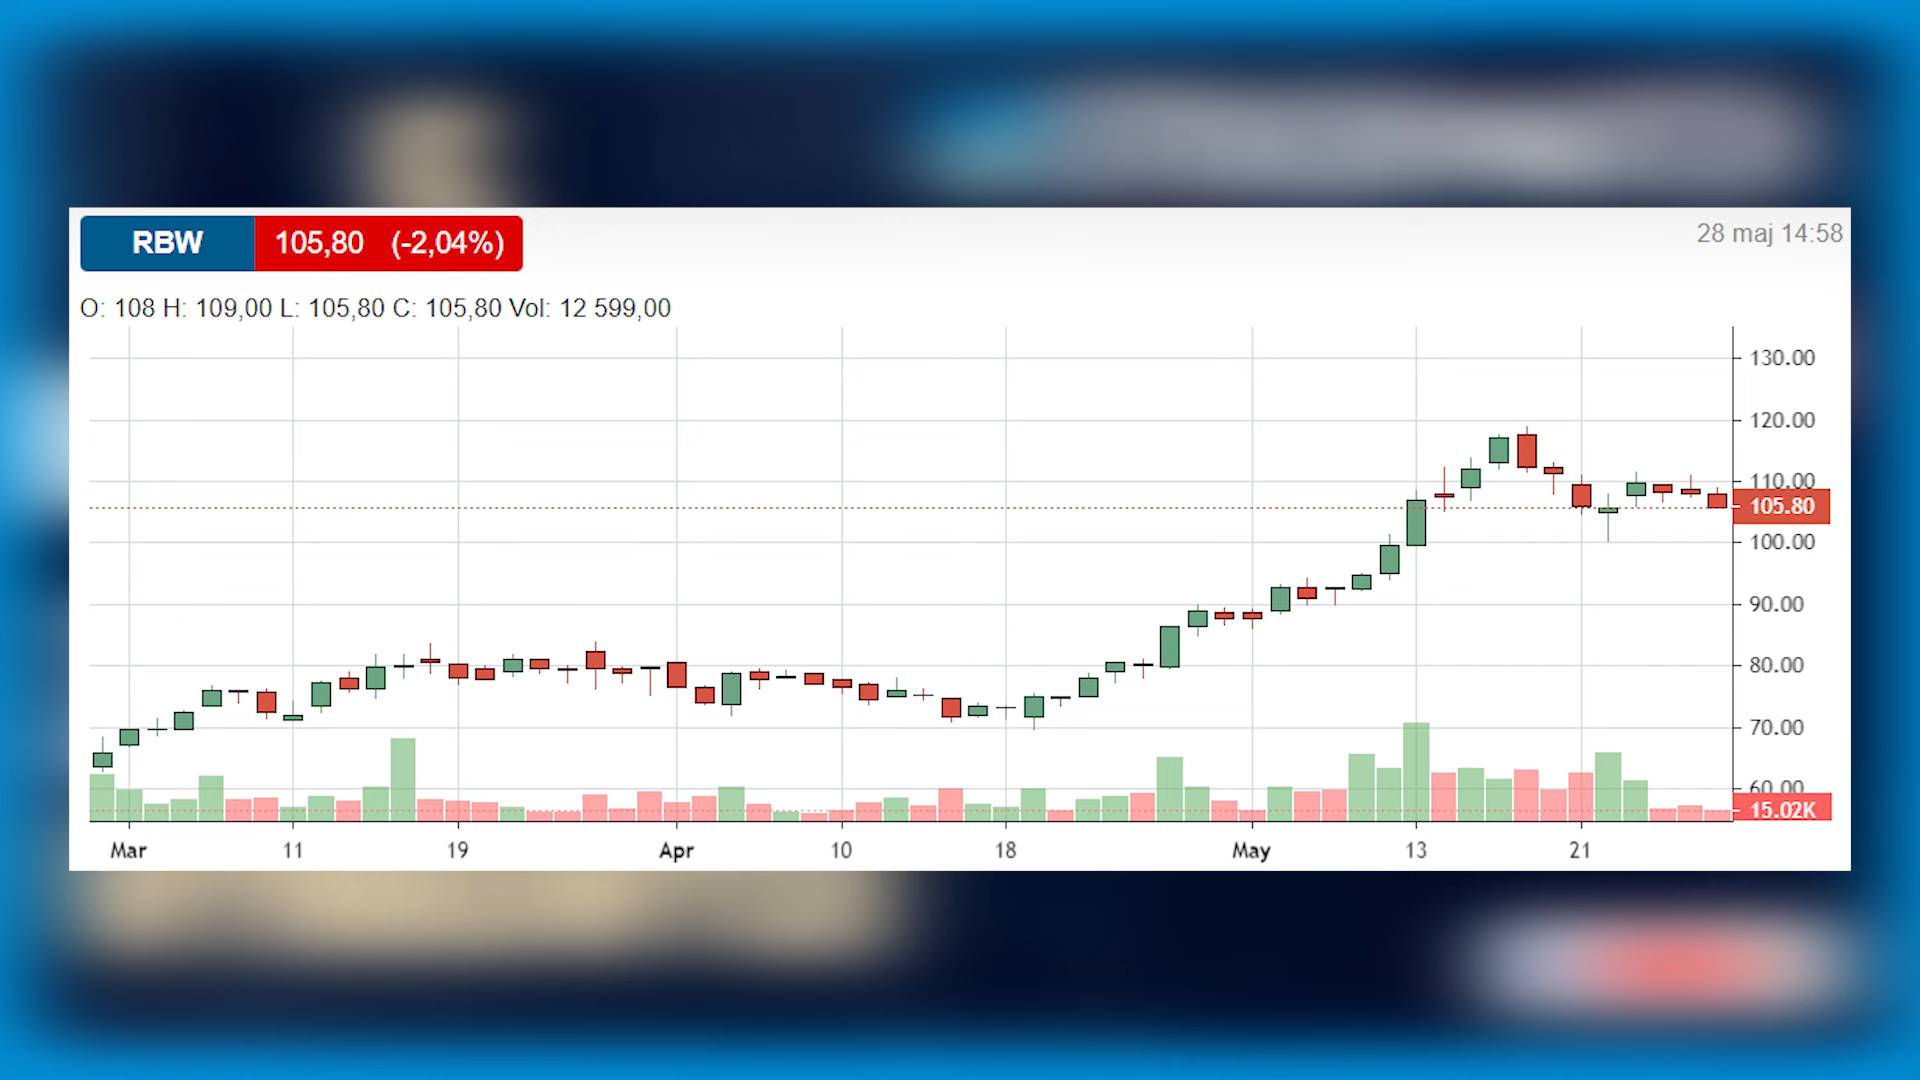 RBW 105,80 (-2,04%)
28 maj 14:58
O: 108 H: 109,00 L: 105,80 C: 105,80 Vol: 12 599,00
130.00
120.00
110.00
105.80
100.00
90.00
80.00
70.00
60.00
15.02K
Mar 11 19 Apr 10 18 May 13 21